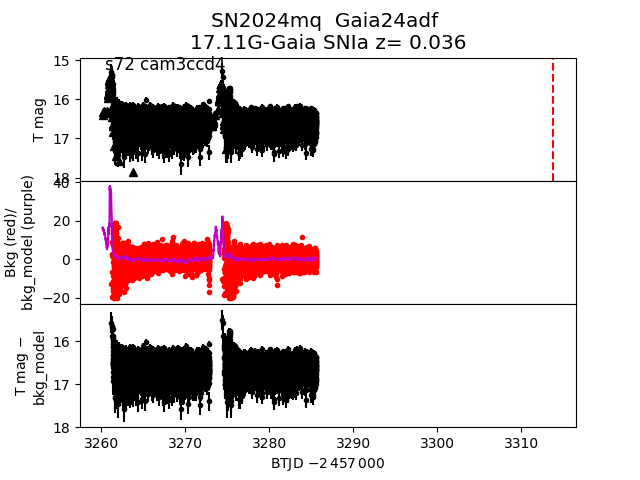 SN2024mq  Gaia24adf
17.11G-Gaia SNIa z= 0.036
s72 cam3ccd4
15
16
17
18
T mag
40
20
0
−20
Bkg (red)/
bkg_model (purple)
16
17
18
T mag −
bkg_model
3260 3270 3280 3290 3300 3310
BTJD −2 457 000